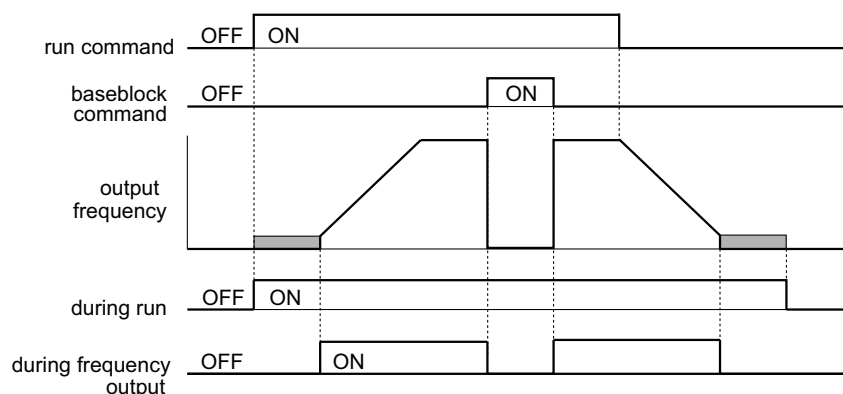 run command
OFF
ON
baseblock
command
OFF
ON
output
frequency
during run
OFF
ON
during frequency
output
OFF
ON